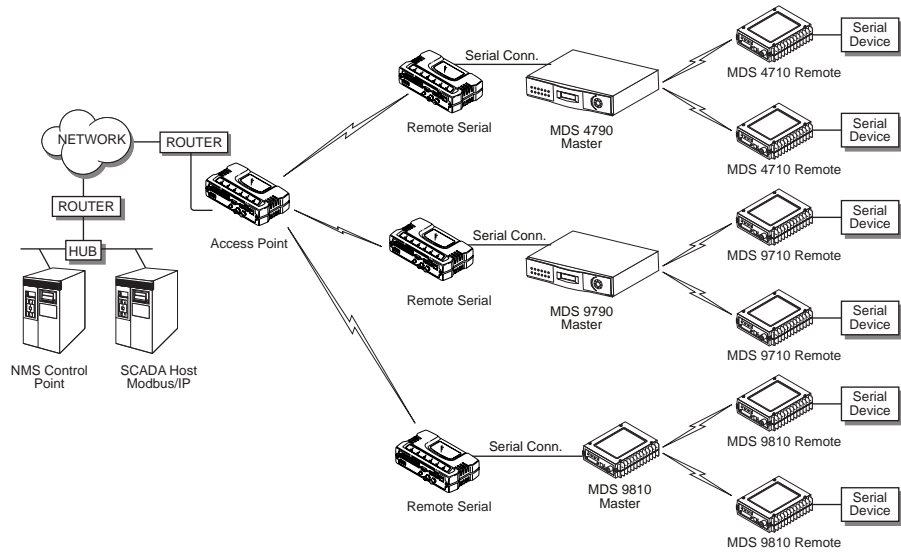 Serial
Device
Serial Conn.
MDS 4710 Remote
Remote Serial
MDS 4790
Master
Serial
Device
MDS 4710 Remote
NETWORK
ROUTER
ROUTER
Access Point
HUB
Serial
Device
Serial Conn.
MDS 9710 Remote
Remote Serial
MDS 9790
Master
Serial
Device
MDS 9710 Remote
NMS Control
Point
SCADA Host
Modbus/IP
Serial
Device
MDS 9810 Remote
Serial Conn.
Remote Serial
MDS 9810
Master
Serial
Device
MDS 9810 Remote